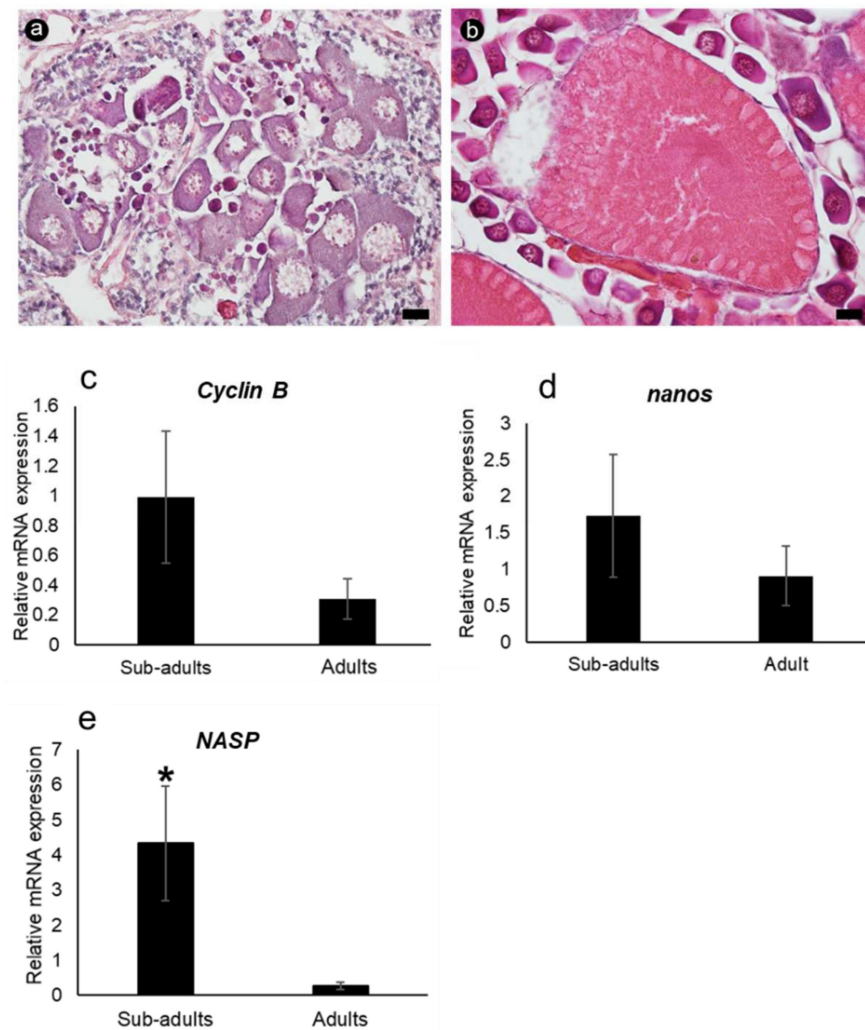 a
b
c
Cyclin B
Relative mRNA expression
1.6
1.4
1.2
1
0.8
0.6
0.4
0.2
0
Sub-adults
Adults
d
nanos
Relative mRNA expression
3
2.5
2
1.5
1
0.5
0
Sub-adults
Adult
e
NASP
Relative mRNA expression
7
6
5
4
3
2
1
0
*
Sub-adults
Adults